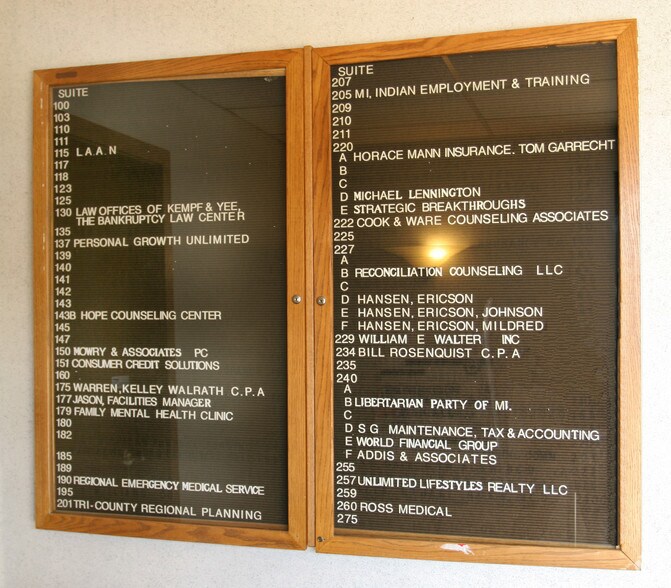 SUITE
100
103
110
111
115 L.A.A.N
117
118
123
125
130 LAW OFFICES OF KEMPF & YEE,
THE BANKRUPTCY LAW CENTER
135
137 PERSONAL GROWTH UNLIMITED
139
140
141
142
143
143B HOPE COUNSELING CENTER
145
147
150 MOWRY & ASSOCIATES PC
151 CONSUMER CREDIT SOLUTIONS
160
175 WARREN, KELLEY WALRATH C.P.A
177 JASON, FACILITIES MANAGER
179 FAMILY MENTAL HEALTH CLINIC
180
182
185
189
190 REGIONAL EMERGENCY MEDICAL SERVICE
195
201 TRI-COUNTY REGIONAL PLANNING
SUITE
207
205 MI, INDIAN EMPLOYMENT & TRAINING
209
210
211
220
A HORACE MANN INSURANCE. TOM GARRECHT
B
C
D MICHAEL LENNINGTON
E STRATEGIC BREAKTHROUGHS
222 COOK & WARE COUNSELING ASSOCIATES
225
227
A
B RECONCILIATION COUNSELING LLC
C
D HANSEN, ERICSON
E HANSEN, ERICSON, JOHNSON
F HANSEN, ERICSON, MILDRED
229 WILLIAM E WALTER INC
234 BILL ROSENQUIST C.P.A
235
240
A
B LIBERTARIAN PARTY OF MI.
C
D S G MAINTENANCE, TAX & ACCOUNTING
E WORLD FINANCIAL GROUP
F ADDIS & ASSOCIATES
255
257 UNLIMITED LIFESTYLES REALTY LLC
259
260 ROSS MEDICAL
275